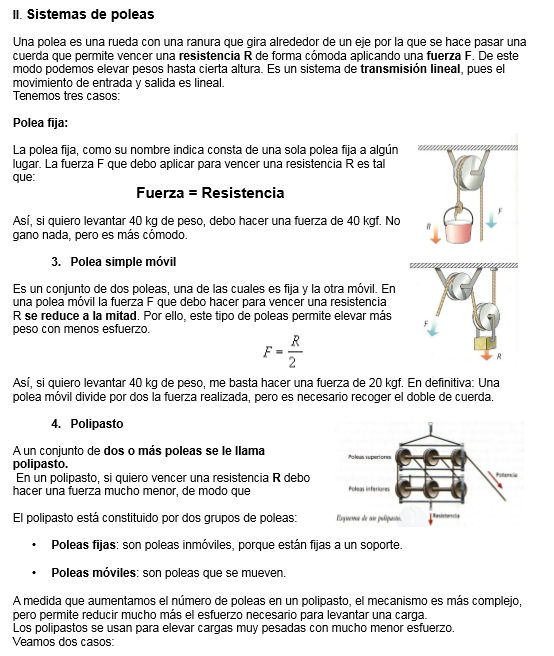 II. Sistemas de poleas
Una polea es una rueda con una ranura que gira alrededor de un eje por la que se hace pasar una
cuerda que permite vencer una resistencia R de forma cómoda aplicando una fuerza F. De este
modo podemos elevar pesos hasta cierta altura. Es un sistema de transmisión lineal, pues el
movimiento de entrada y salida es lineal.
Tenemos tres casos:
Polea fija:
La polea fija, como su nombre indica consta de una sola polea fija a algún
lugar. La fuerza F que debo aplicar para vencer una resistencia R es tal
que:
Fuerza = Resistencia
Así, si quiero levantar 40 kg de peso, debo hacer una fuerza de 40 kgf. No
gano nada, pero es más cómodo.
R
F
3. Polea simple móvil
Es un conjunto de dos poleas, una de las cuales es fija y la otra móvil. En
una polea móvil la fuerza F que debo hacer para vencer una resistencia
R se reduce a la mitad. Por ello, este tipo de poleas permite elevar más
peso con menos esfuerzo.
F = R/2
F
R
Así, si quiero levantar 40 kg de peso, me basta hacer una fuerza de 20 kgf. En definitiva: Una
polea móvil divide por dos la fuerza realizada, pero es necesario recoger el doble de cuerda.
4. Polipasto
A un conjunto de dos o más poleas se le llama
polipasto.
En un polipasto, si quiero vencer una resistencia R debo
hacer una fuerza mucho menor, de modo que
Poleas superiores
Potencia
Poleas inferiores
Resistencia
Esquema de un polipasto.
El polipasto está constituido por dos grupos de poleas:
• Poleas fijas: son poleas inmóviles, porque están fijas a un soporte.
• Poleas móviles: son poleas que se mueven.
A medida que aumentamos el número de poleas en un polipasto, el mecanismo es más complejo,
pero permite reducir mucho más el esfuerzo necesario para levantar una carga.
Los polipastos se usan para elevar cargas muy pesadas con mucho menor esfuerzo.
Veamos dos casos: